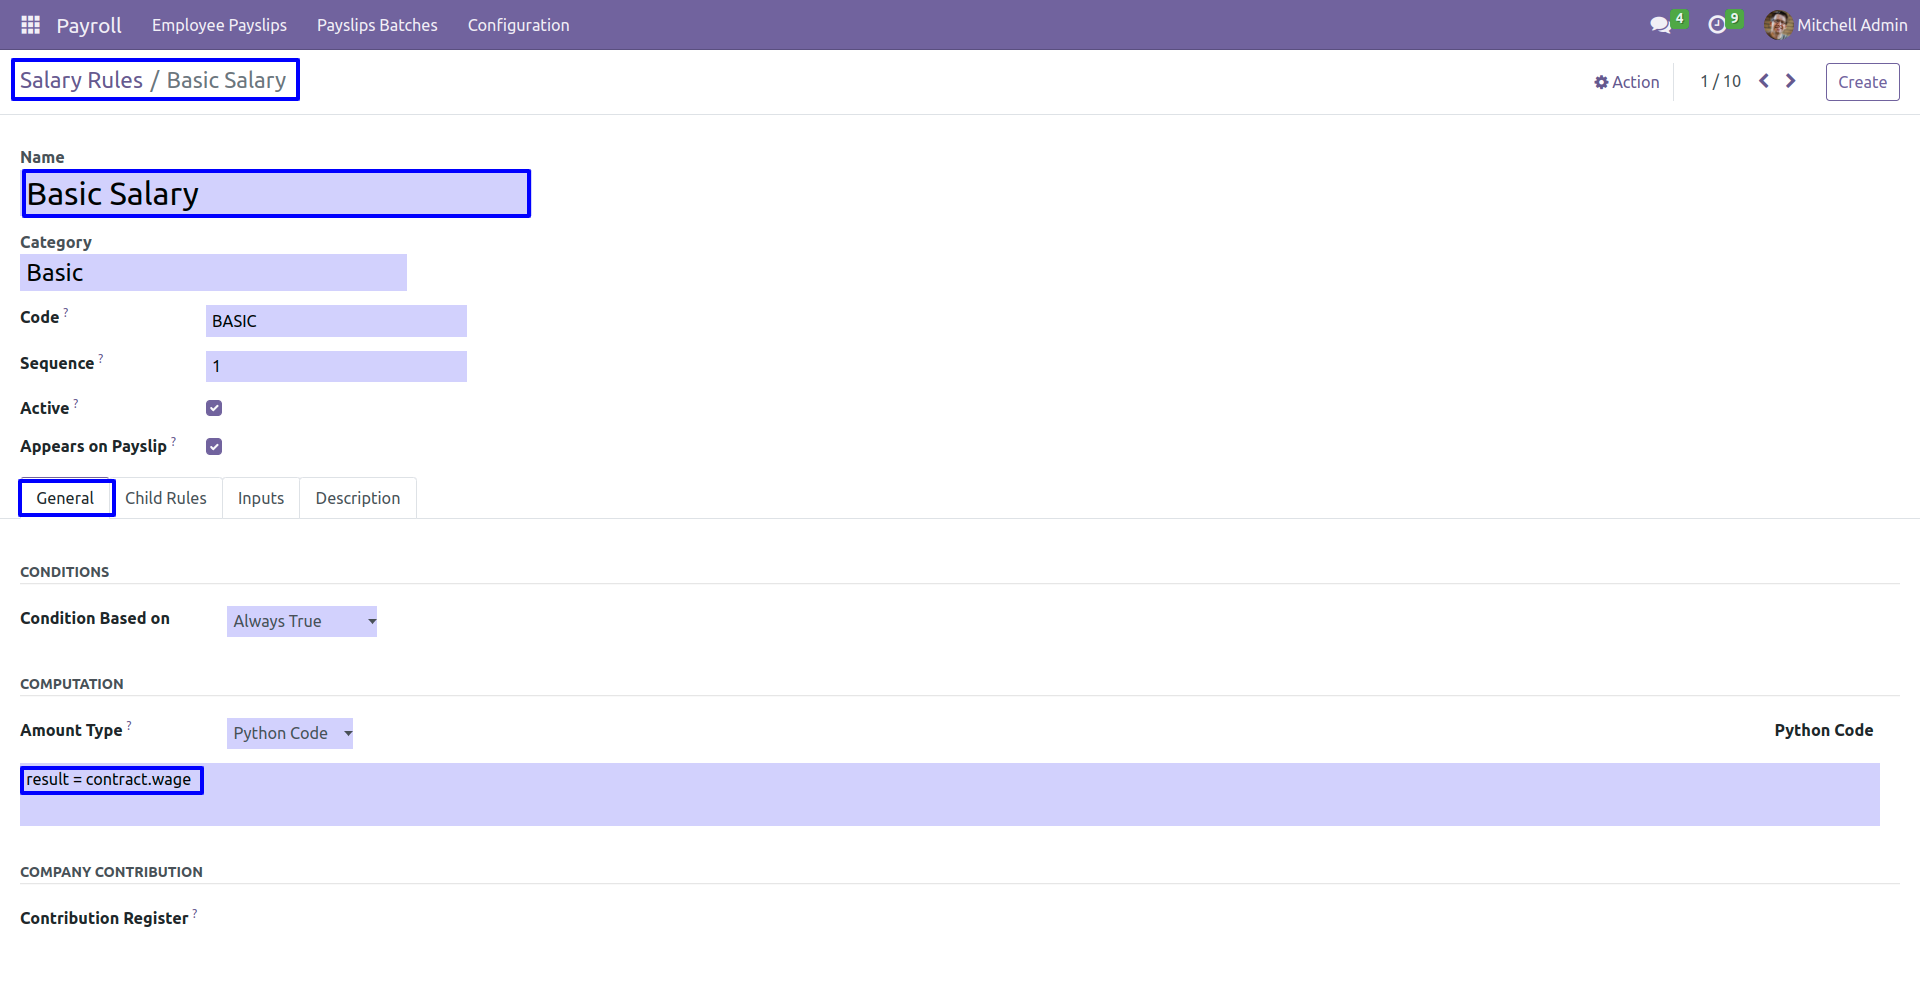 Payroll Employee Payslips Payslips Batches Configuration 4 9 Mitchell Admin
Salary Rules / Basic Salary Action 1 / 10 Create
Name
Basic Salary
Category
Basic
Code ? BASIC
Sequence ? 1
Active ?
Appears on Payslip ?
General Child Rules Inputs Description
CONDITIONS
Condition Based on Always True
COMPUTATION
Amount Type ? Python Code Python Code
result = contract.wage
COMPANY CONTRIBUTION
Contribution Register ?